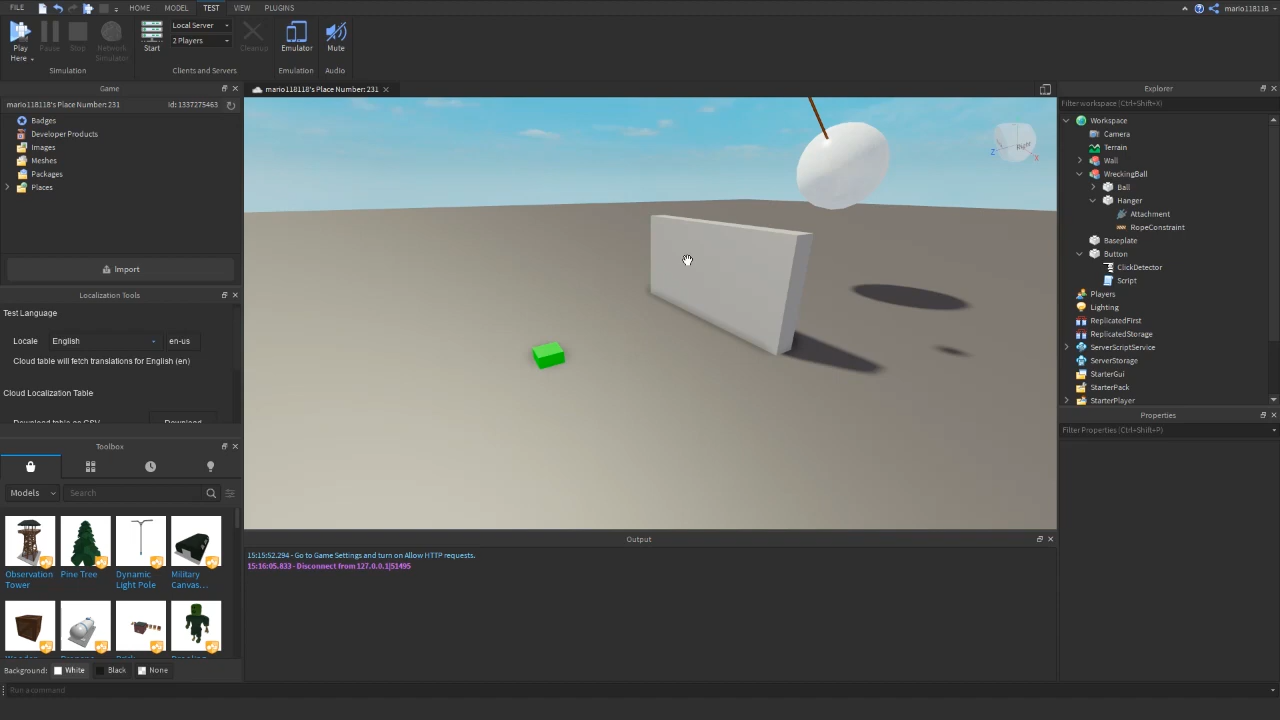 FILE
HOME
MODEL
TEST
VIEW
PLUGINS
mario118118
Play
Here
Pause
Stop
Network
Simulator
Simulation
Start
Local Server
2 Players
Cleanup
Clients and Servers
Emulator
Emulation
Mute
Audio
Game
mario118118's Place Number: 231
Id: 1337275463
Badges
Developer Products
Images
Meshes
Packages
Places
Import
Localization Tools
Test Language
Locale
English
en-us
Cloud table will fetch translations for English (en)
Cloud Localization Table
Download table as CSV
Download
Toolbox
Models
Search
Observation
Tower
Pine Tree
Dynamic
Light Pole
Military
Canvas...
Background:
White
Black
None
Run a command
mario118118's Place Number: 231
Right
Z
X
Output
15:15:52.294 - Go to Game Settings and turn on Allow HTTP requests.
15:16:05.833 - Disconnect from 127.0.0.1|51495
Explorer
Filter workspace (Ctrl+Shift+X)
Workspace
Camera
Terrain
Wall
WreckingBall
Ball
Hanger
Attachment
RopeConstraint
Baseplate
Button
ClickDetector
Script
Players
Lighting
ReplicatedFirst
ReplicatedStorage
ServerScriptService
ServerStorage
StarterGui
StarterPack
StarterPlayer
Properties
Filter Properties (Ctrl+Shift+P)